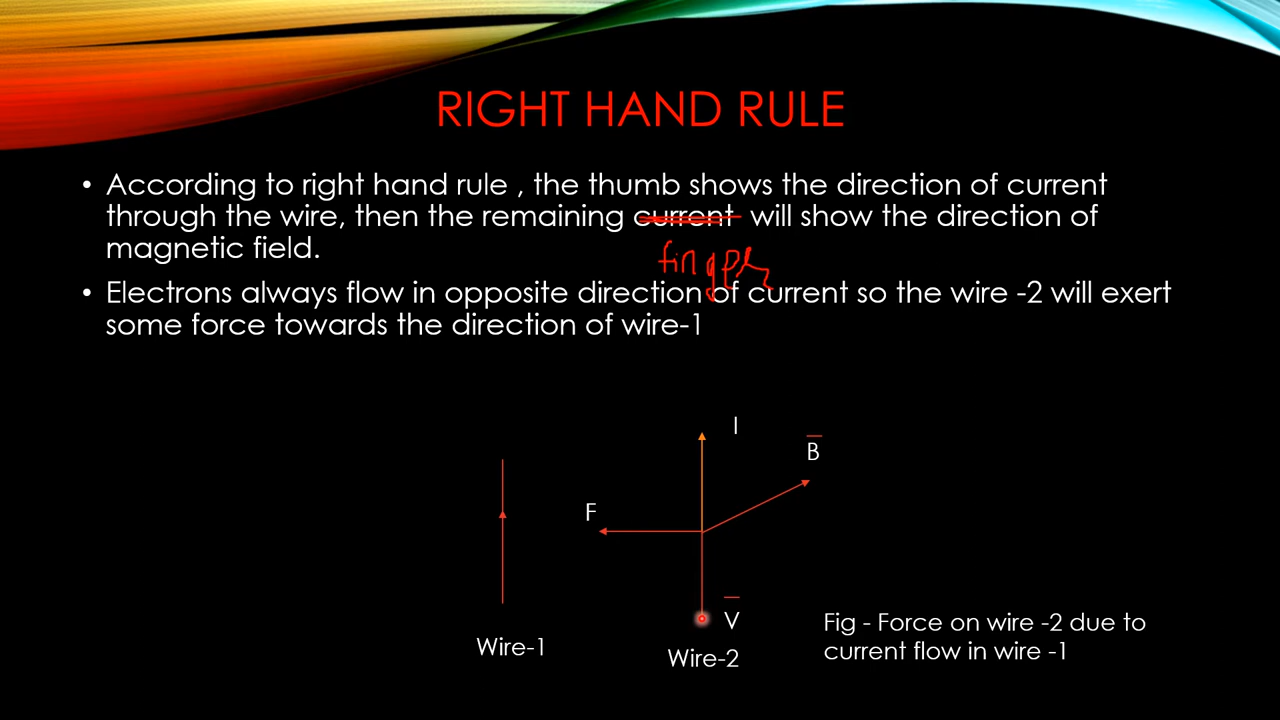 RIGHT HAND RULE
• According to right hand rule , the thumb shows the direction of current
through the wire, then the remaining current will show the direction of
magnetic field.
fingers
• Electrons always flow in opposite direction of current so the wire -2 will exert
some force towards the direction of wire-1
I
B
F
V
Wire-1
Wire-2
Fig - Force on wire -2 due to
current flow in wire -1